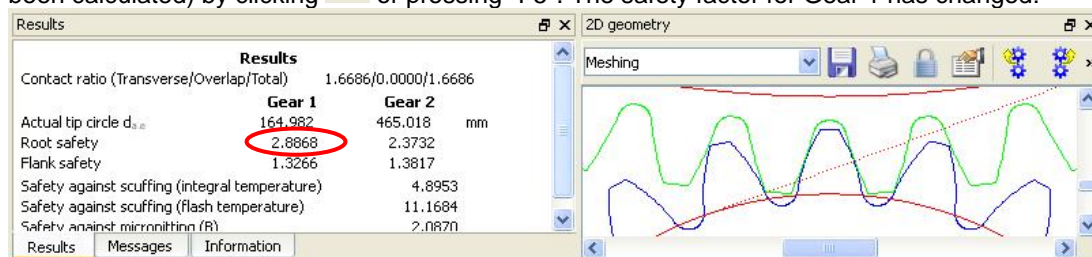 been calculated) by clicking or pressing "F5". The safety factor for Gear 1 has changed.
Results
2D geometry
Results
Contact ratio (Transverse/Overlap/Total) 1.6686/0.0000/1.6686
Gear 1 Gear 2
Actual tip circle d a.e 164.982 465.018 mm
Root safety 2.8868 2.3732
Flank safety 1.3266 1.3817
Safety against scuffing (integral temperature) 4.8953
Safety against scuffing (flash temperature) 11.1684
Safety against micropitting (B) 2.0870
Results Messages Information
Meshing